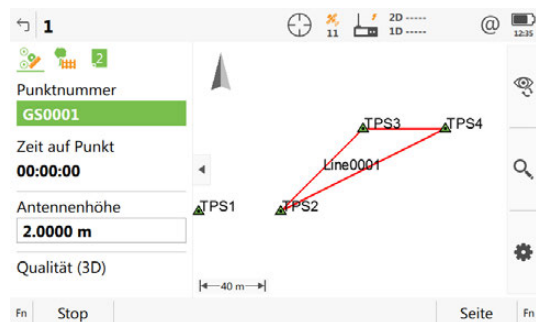 1
11
2D -----
1D -----
@
12:35
2
Punktnummer
GS0001
Zeit auf Punkt
00:00:00
Antennenhöhe
2.0000 m
Qualität (3D)
TPS3
TPS4
Line0001
TPS1
TPS2
40 m
Fn
Stop
Seite
Fn